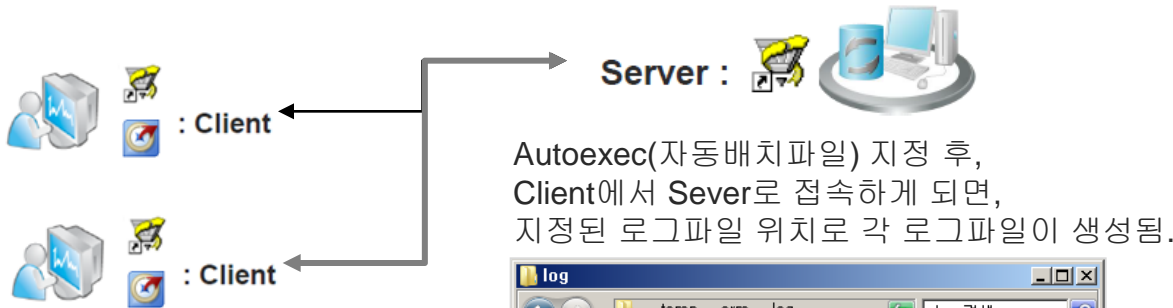 Server :
: Client
Autoexec(자동배치파일) 지정 후,
Client에서 Sever로 접속하게 되면,
지정된 로그파일 위치로 각 로그파일이 생성됨.
: Client
log